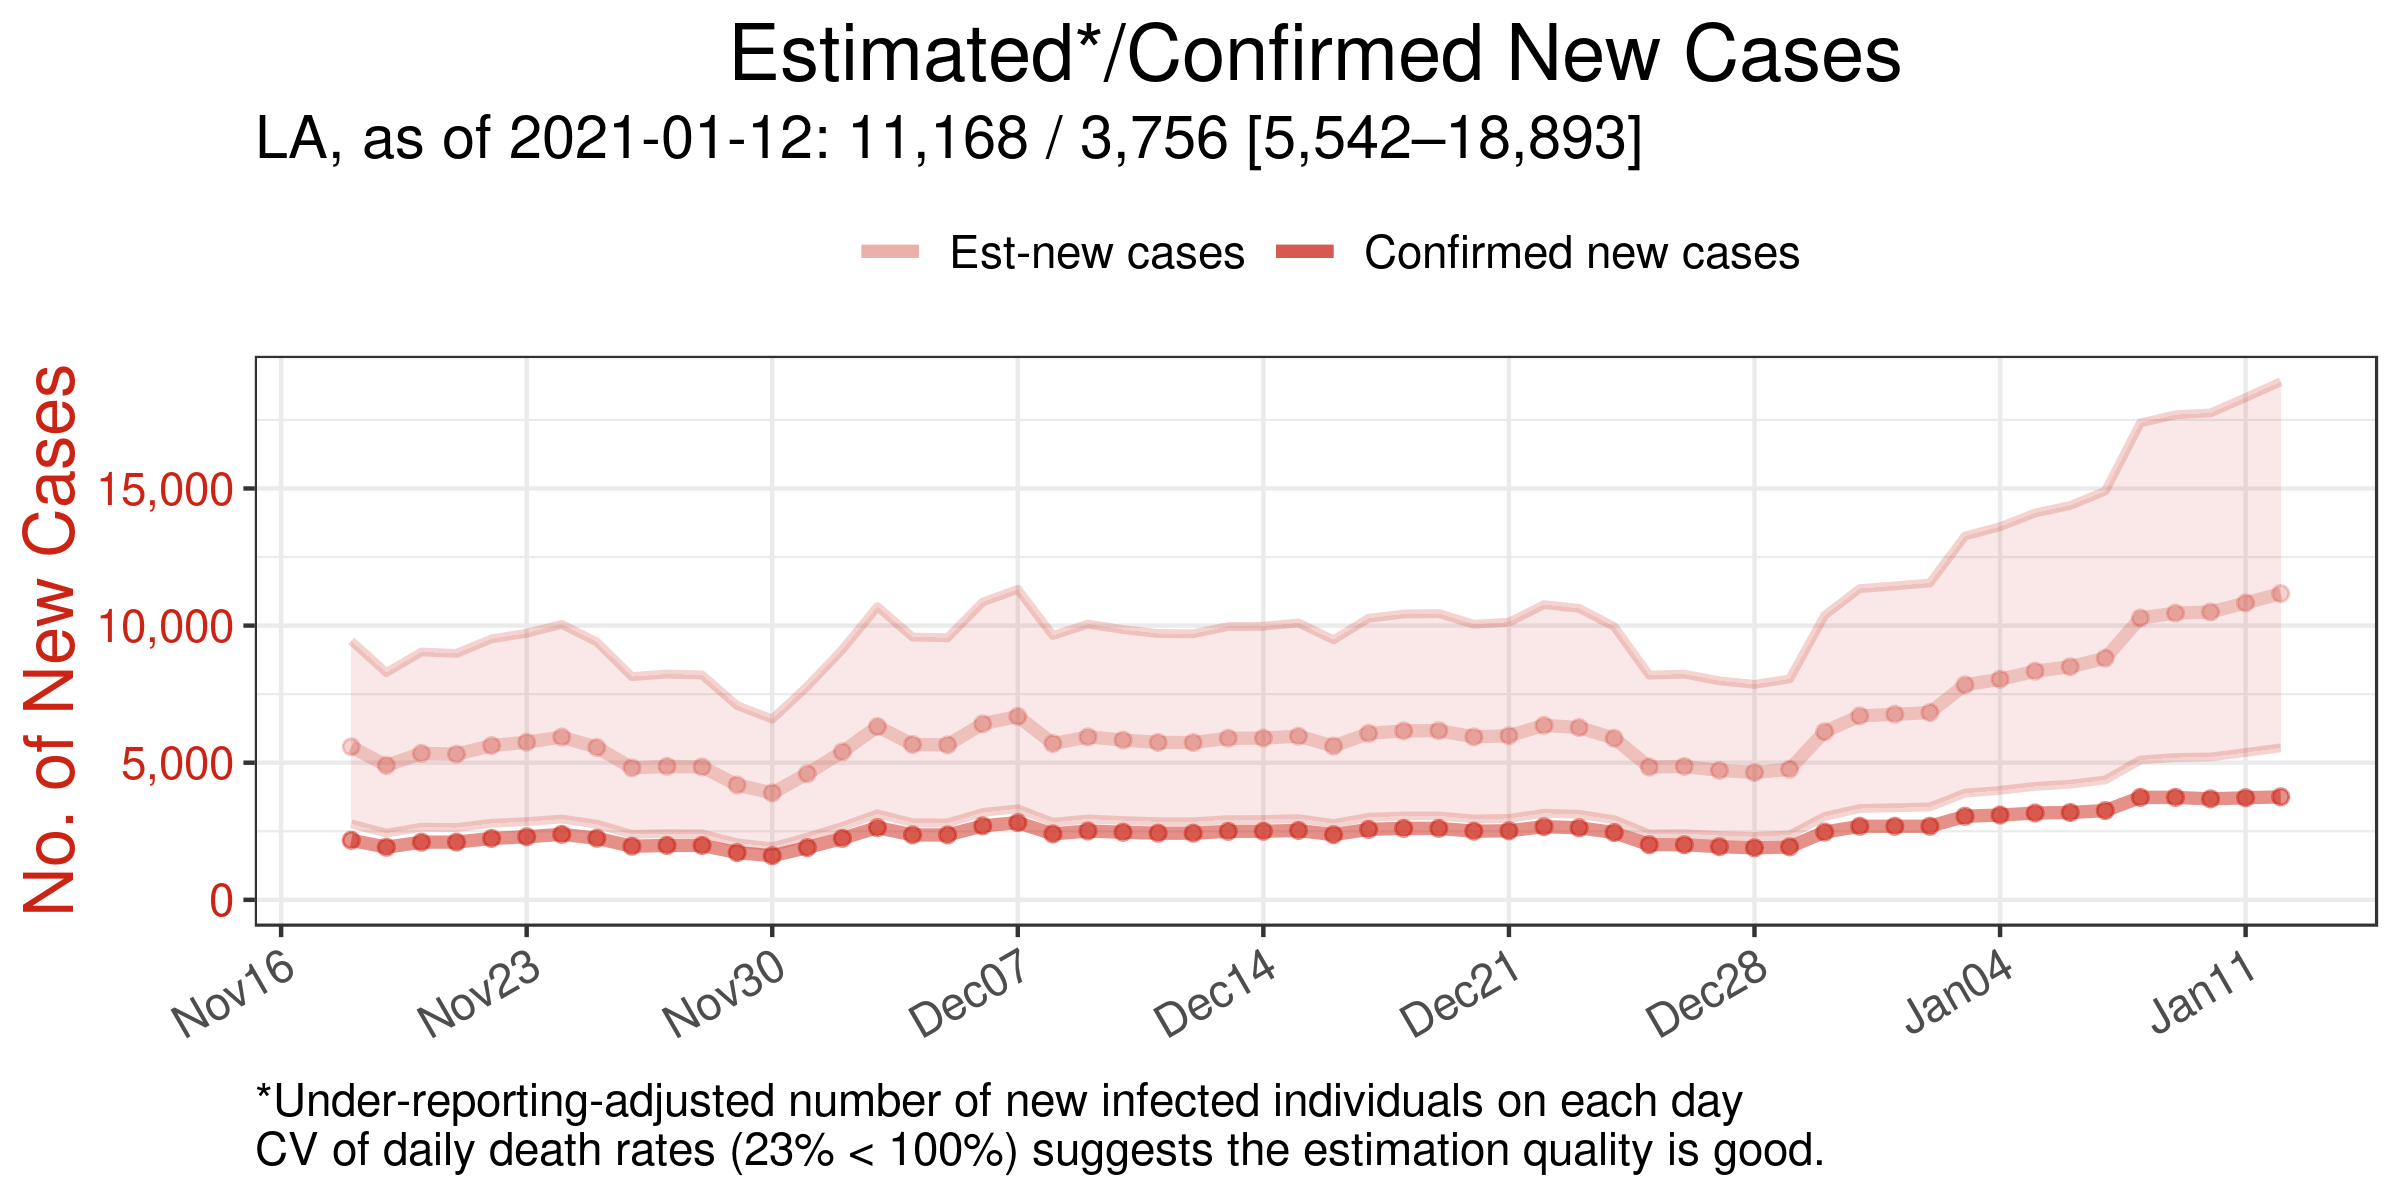 Estimated*/Confirmed New Cases
LA, as of 2021-01-12: 11,168 / 3,756 [5,542–18,893]
Est-new cases
Confirmed new cases
No. of New Cases
15,000
10,000
5,000
0
Nov16
Nov23
Nov30
Dec07
Dec14
Dec21
Dec28
Jan04
Jan11
*Under-reporting-adjusted number of new infected individuals on each day
CV of daily death rates (23% < 100%) suggests the estimation quality is good.